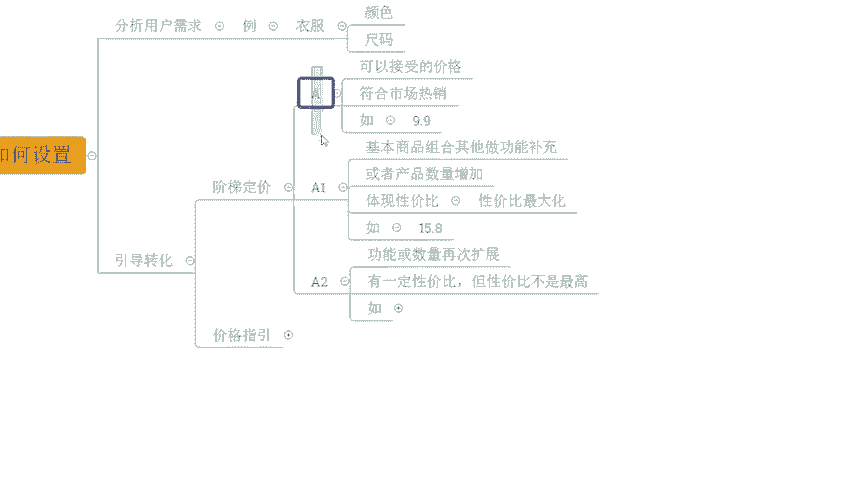 如何设置
分析用户需求
例
衣服
颜色
尺码
引导转化
阶梯定价
A
可以接受的价格
符合市场热销
如
9.9
A1
基本商品组合其他做功能补充
或者产品数量增加
体现性价比
性价比最大化
如
15.8
A2
功能或数量再次扩展
有一定性价比，但性价比不是最高
如
价格指引